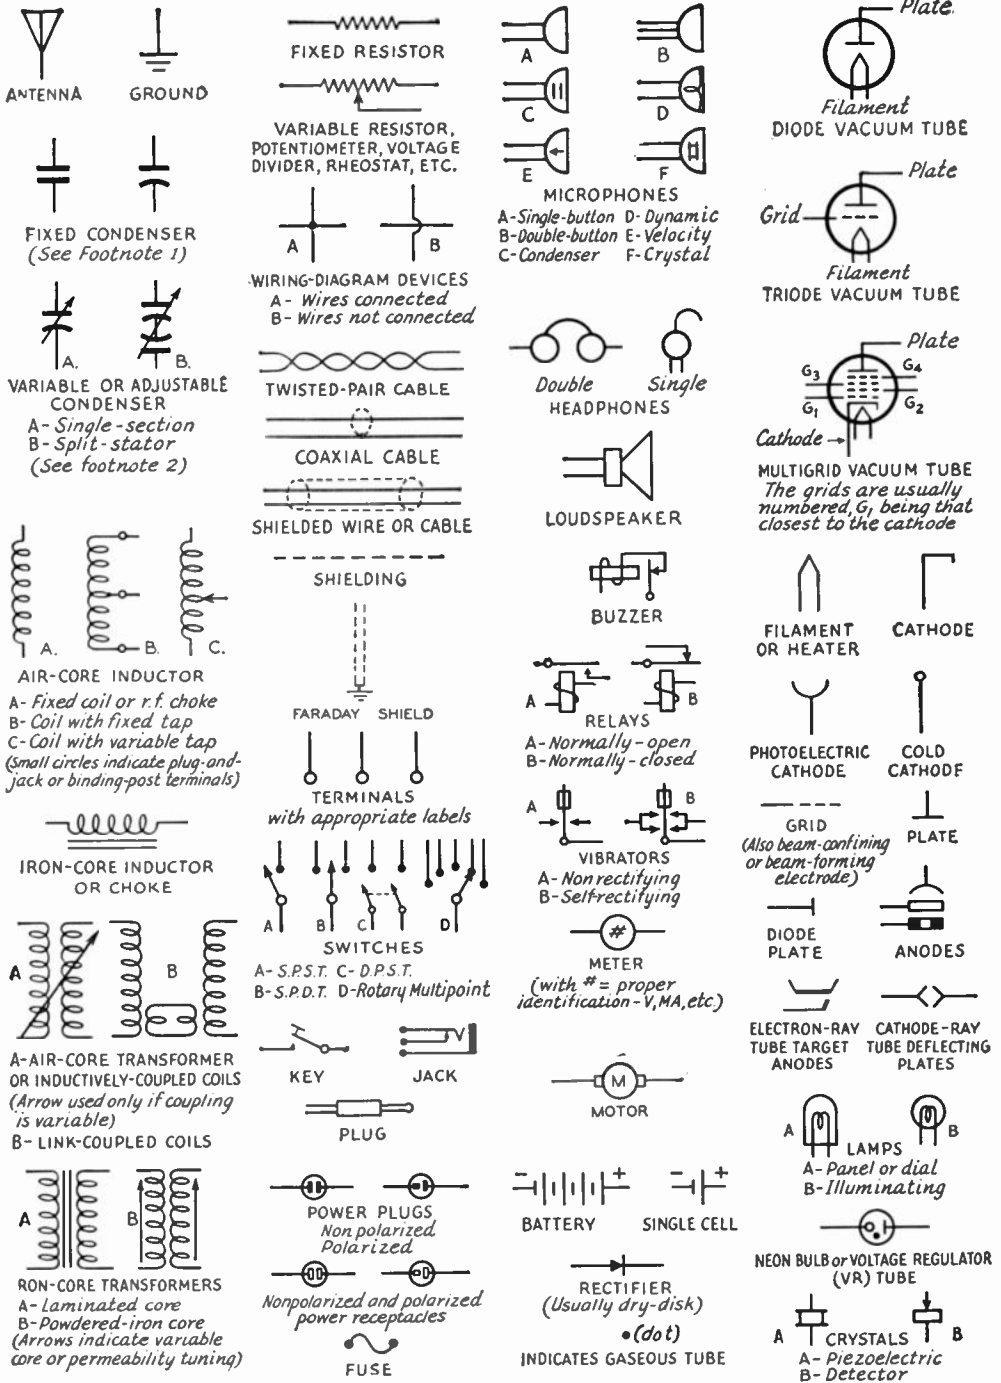 ANTENNA
GROUND
FIXED CONDENSER
(See Footnote 1)
A.
B.
VARIABLE OR ADJUSTABLE
CONDENSER
A-Single-section
B-Split-stator
(See footnote 2)
A.
B.
C.
AIR-CORE INDUCTOR
A-Fixed coil or r.f. choke
B-Coil with fixed tap
C-Coil with variable tap
(Small circles indicate plug-and-
jack or binding-post terminals)
IRON-CORE INDUCTOR
OR CHOKE
A
B
A-AIR-CORE TRANSFORMER
OR INDUCTIVELY-COUPLED COILS
(Arrow used only if coupling
is variable)
B-LINK-COUPLED COILS
A
B
RON-CORE TRANSFORMERS
A-Laminated core
B-Powdered-iron core
(Arrows indicate variable
core or permeability tuning)
FIXED RESISTOR
VARIABLE RESISTOR,
POTENTIOMETER, VOLTAGE
DIVIDER, RHEOSTAT, ETC.
A
B
WIRING-DIAGRAM DEVICES
A- Wires connected
B- Wires not connected
TWISTED-PAIR CABLE
COAXIAL CABLE
SHIELDED WIRE OR CABLE
SHIELDING
FARADAY SHIELD
TERMINALS
with appropriate labels
A
B
C
D
SWITCHES
A-S.P.S.T. C-D.P.S.T.
B-S.P.D.T. D-Rotary Multipoint
KEY
JACK
PLUG
POWER PLUGS
Non polarized
Polarized
Nonpolarized and polarized
power receptacles
FUSE
A
B
C
D
E
F
MICROPHONES
A-Single-button D-Dynamic
B-Double-button E-Velocity
C-Condenser F-Crystal
Double
Single
HEADPHONES
LOUDSPEAKER
BUZZER
A
B
RELAYS
A-Normally-open
B-Normally-closed
A
B
VIBRATORS
A-Nonrectifying
B-Self-rectifying
#
METER
(with #= proper
identification-V,MA,etc.)
M
MOTOR
- +
- +
BATTERY
SINGLE CELL
RECTIFIER
(Usually dry-disk)
•(dot)
INDICATES GASEOUS TUBE
Plate.
Filament
DIODE VACUUM TUBE
Plate
Grid
Filament
TRIODE VACUUM TUBE
Plate
G3
G4
G1
G2
Cathode
MULTIGRID VACUUM TUBE
The grids are usually
numbered, G1 being that
closest to the cathode
FILAMENT
OR HEATER
CATHODE
PHOTOELECTRIC
CATHODE
COLD
CATHODE
GRID
(Also beam-confining
or beam-forming
electrode)
PLATE
DIODE
PLATE
ANODES
ELECTRON-RAY
TUBE TARGET
ANODES
CATHODE-RAY
TUBE DEFLECTING
PLATES
A
B
LAMPS
A-Panel or dial
B-Illuminating
NEON BULB or VOLTAGE REGULATOR
(VR) TUBE
A
B
CRYSTALS
A- Piezoelectric
B- Detector